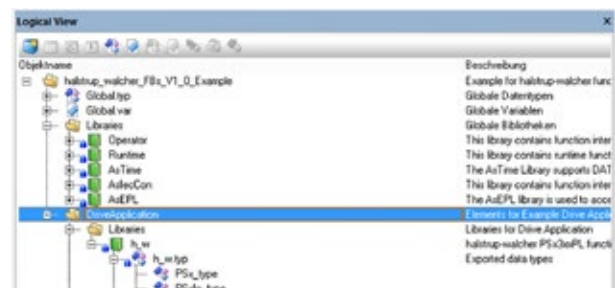 Logical View
Objektname Beschreibung
halstrup_walcher_FBs_V1_0_Example Example for halstrup-walcher func
Global.typ Globale Datentypen
Global.var Globale Variablen
Libraries Globale Bibliotheken
Operator This library contains function inter
Runtime This library contains runtime funct
AsTime The AsTime Library supports DAT
AsIecCon This library contains function inter
AsEPL The AsEPL library is used to acce
DriveApplication Elements for Example Drive Appli
Libraries Libraries for Drive Application
h_w halstrup-walcher PSx3xxPL functi
h_w.typ Exported data types
PSx_type